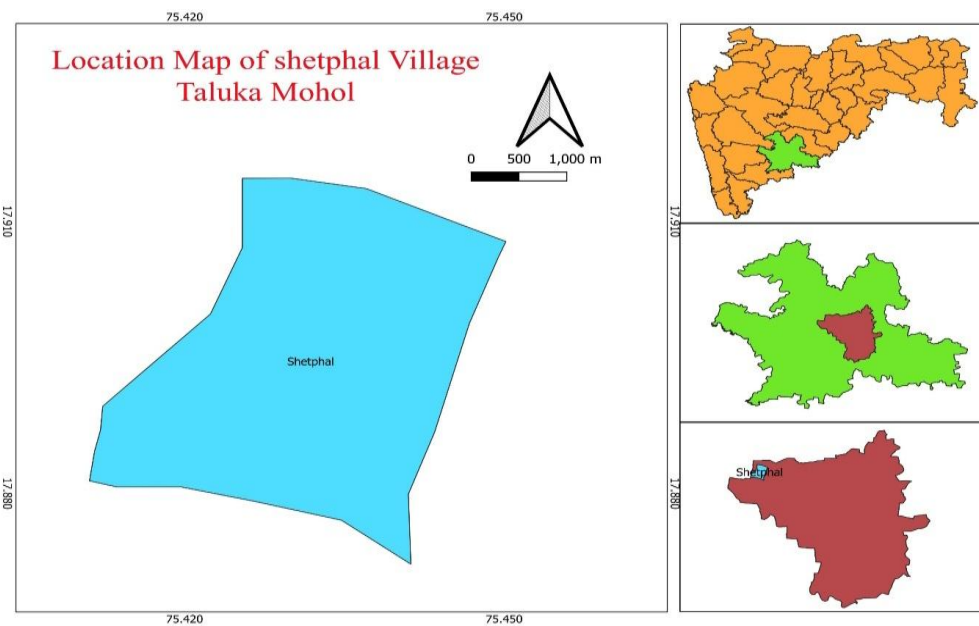 75.420 75.450
Location Map of shetphal Village
Taluka Mohol
0 500 1,000 m
17.910 17.910
Shetphal
17.880 17.880
Shetphal
75.420 75.450